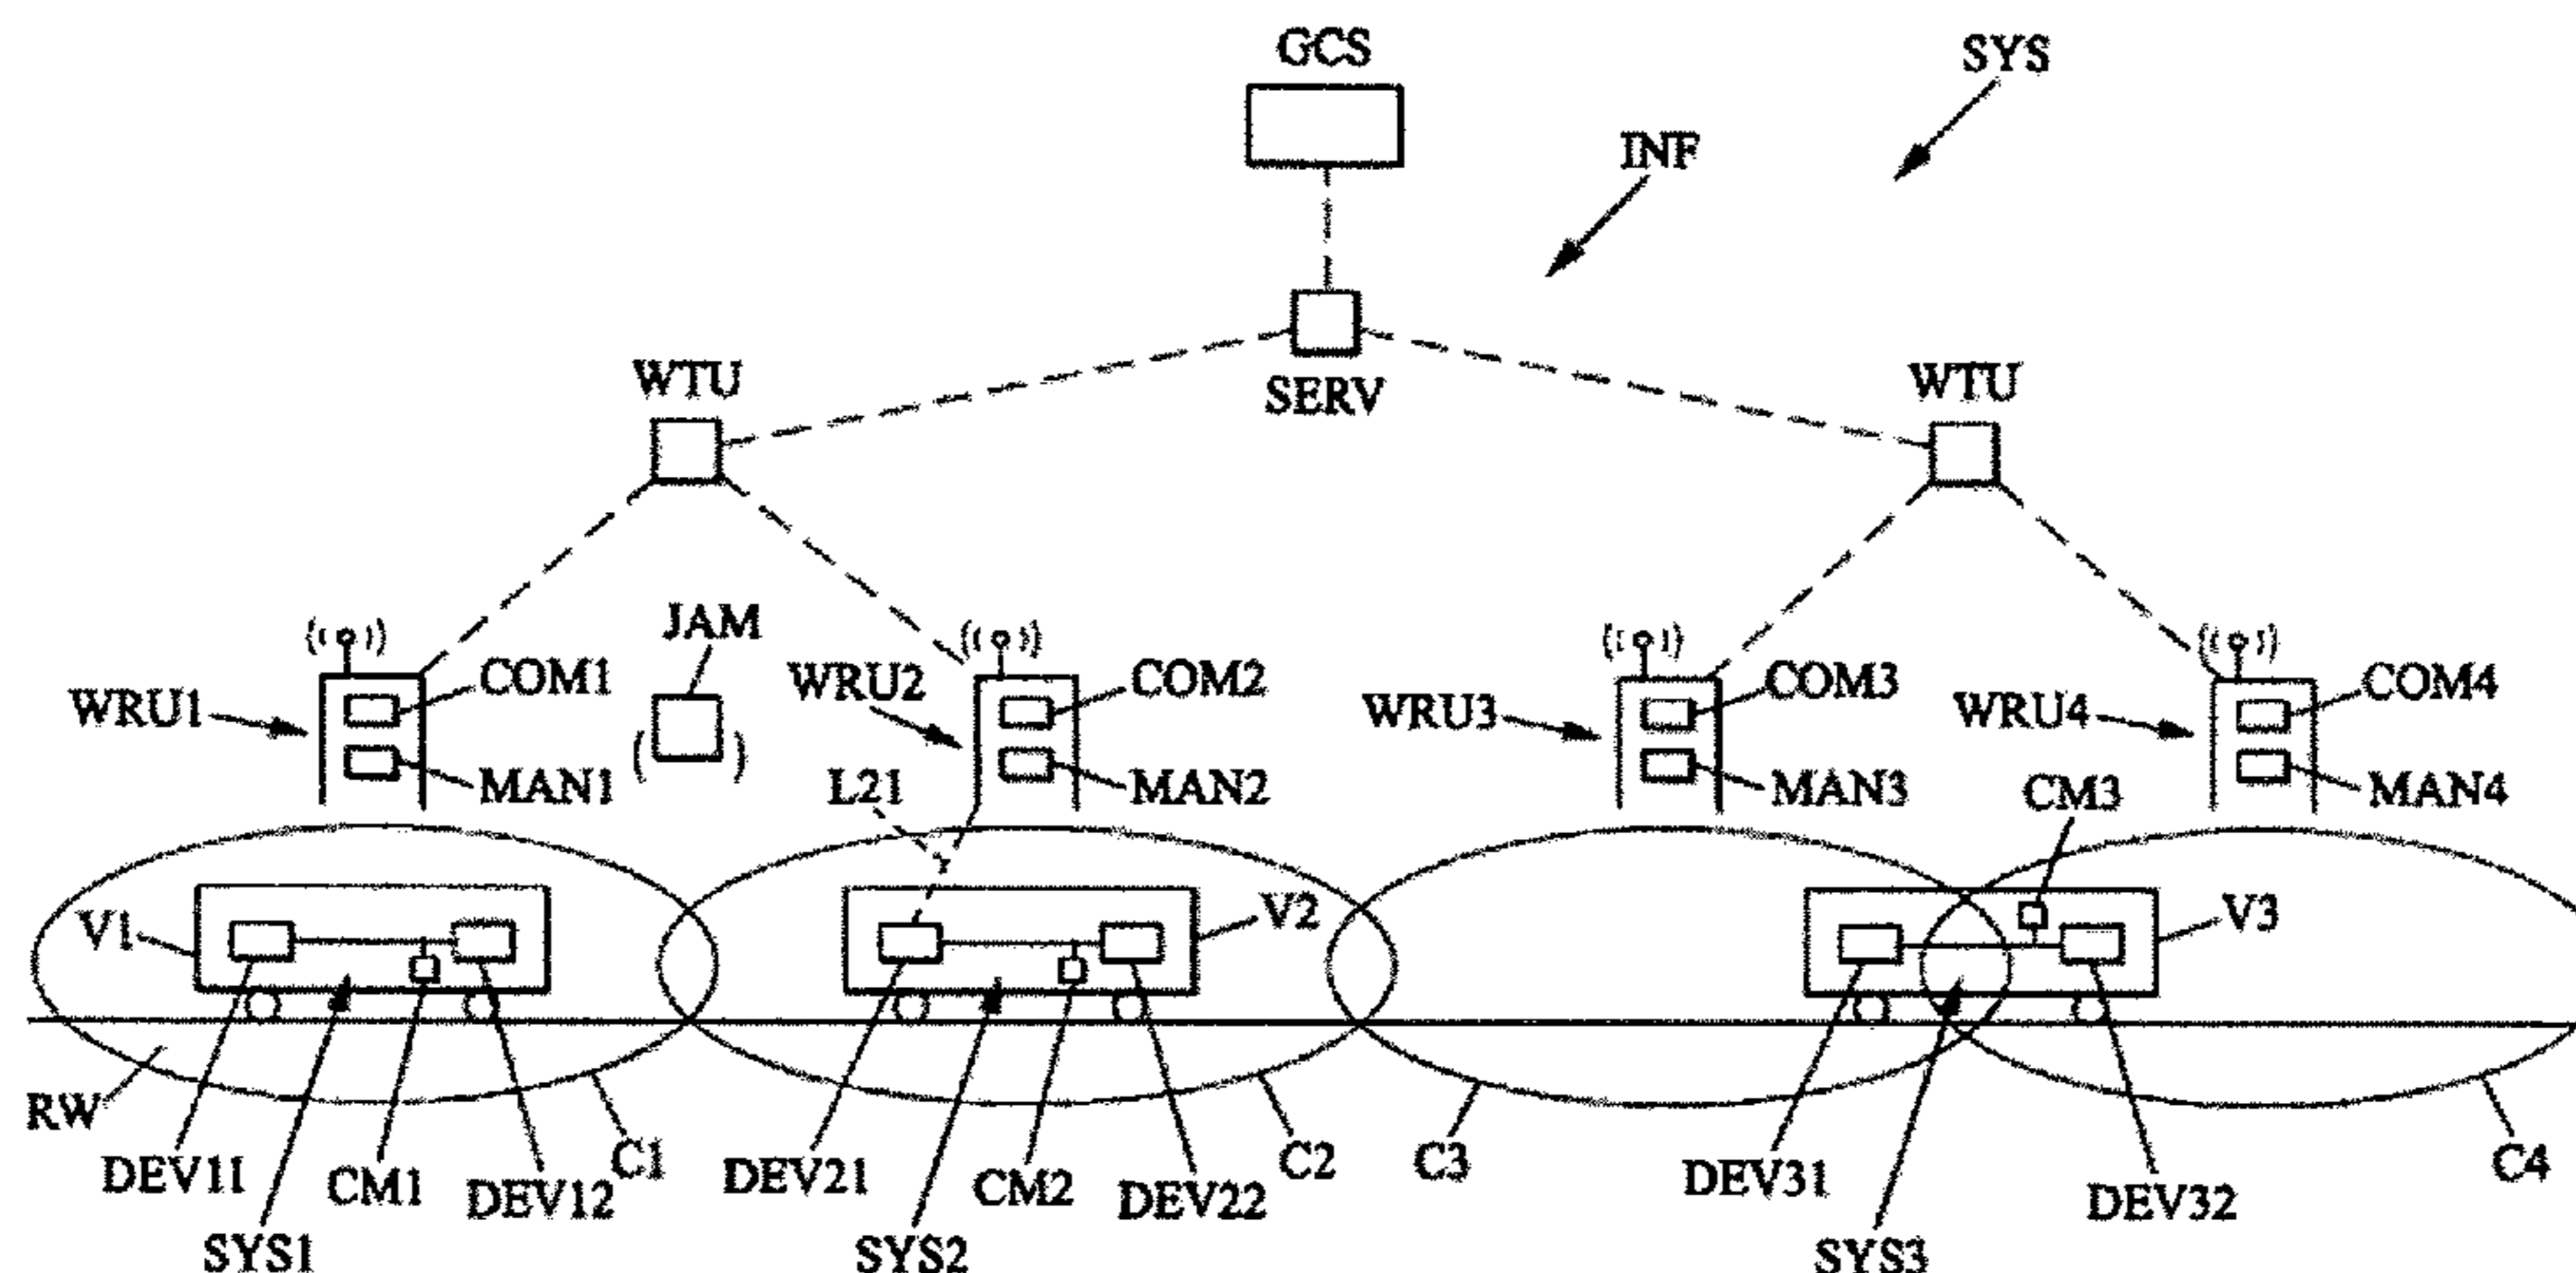 GCS
SYS
INF
SERV
WTU
WTU
JAM
WRU1
COM1
MAN1
WRU2
COM2
MAN2
L21
WRU3
COM3
MAN3
WRU4
COM4
MAN4
CM3
V1
V2
V3
RW
DEV11
CM1
DEV12
C1
DEV21
CM2
DEV22
C2
C3
DEV31
DEV32
C4
SYS1
SYS2
SYS3